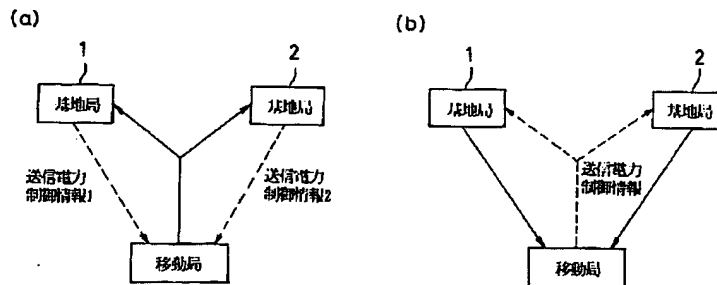 (a)
1
2
基地局
基地局
送信電力
制御情報1
送信電力
制御情報2
移動局
(b)
1
2
基地局
基地局
送信電力
制御情報
移動局